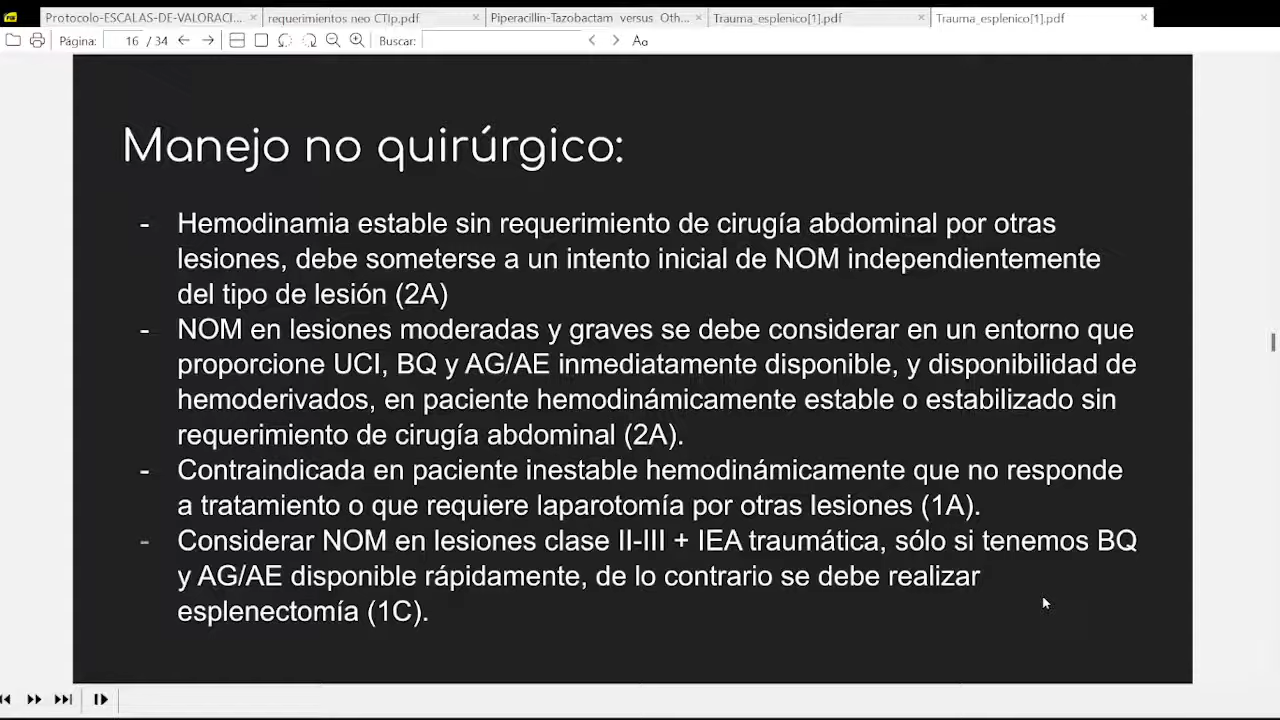 Protocolo-ESCALAS-DE-VALORACI...
requerimientos neo CTIp.pdf
Piperacillin-Tazobactam versus Oth...
Trauma_esplenico[1].pdf
Trauma_esplenico[1].pdf
Página: 16 / 34 Buscar: Aa
Manejo no quirúrgico:
- Hemodinamia estable sin requerimiento de cirugía abdominal por otras
lesiones, debe someterse a un intento inicial de NOM independientemente
del tipo de lesión (2A)
- NOM en lesiones moderadas y graves se debe considerar en un entorno que
proporcione UCI, BQ y AG/AE inmediatamente disponible, y disponibilidad de
hemoderivados, en paciente hemodinámicamente estable o estabilizado sin
requerimiento de cirugía abdominal (2A).
- Contraindicada en paciente inestable hemodinámicamente que no responde
a tratamiento o que requiere laparotomía por otras lesiones (1A).
- Considerar NOM en lesiones clase II-III + IEA traumática, sólo si tenemos BQ
y AG/AE disponible rápidamente, de lo contrario se debe realizar
esplenectomía (1C).